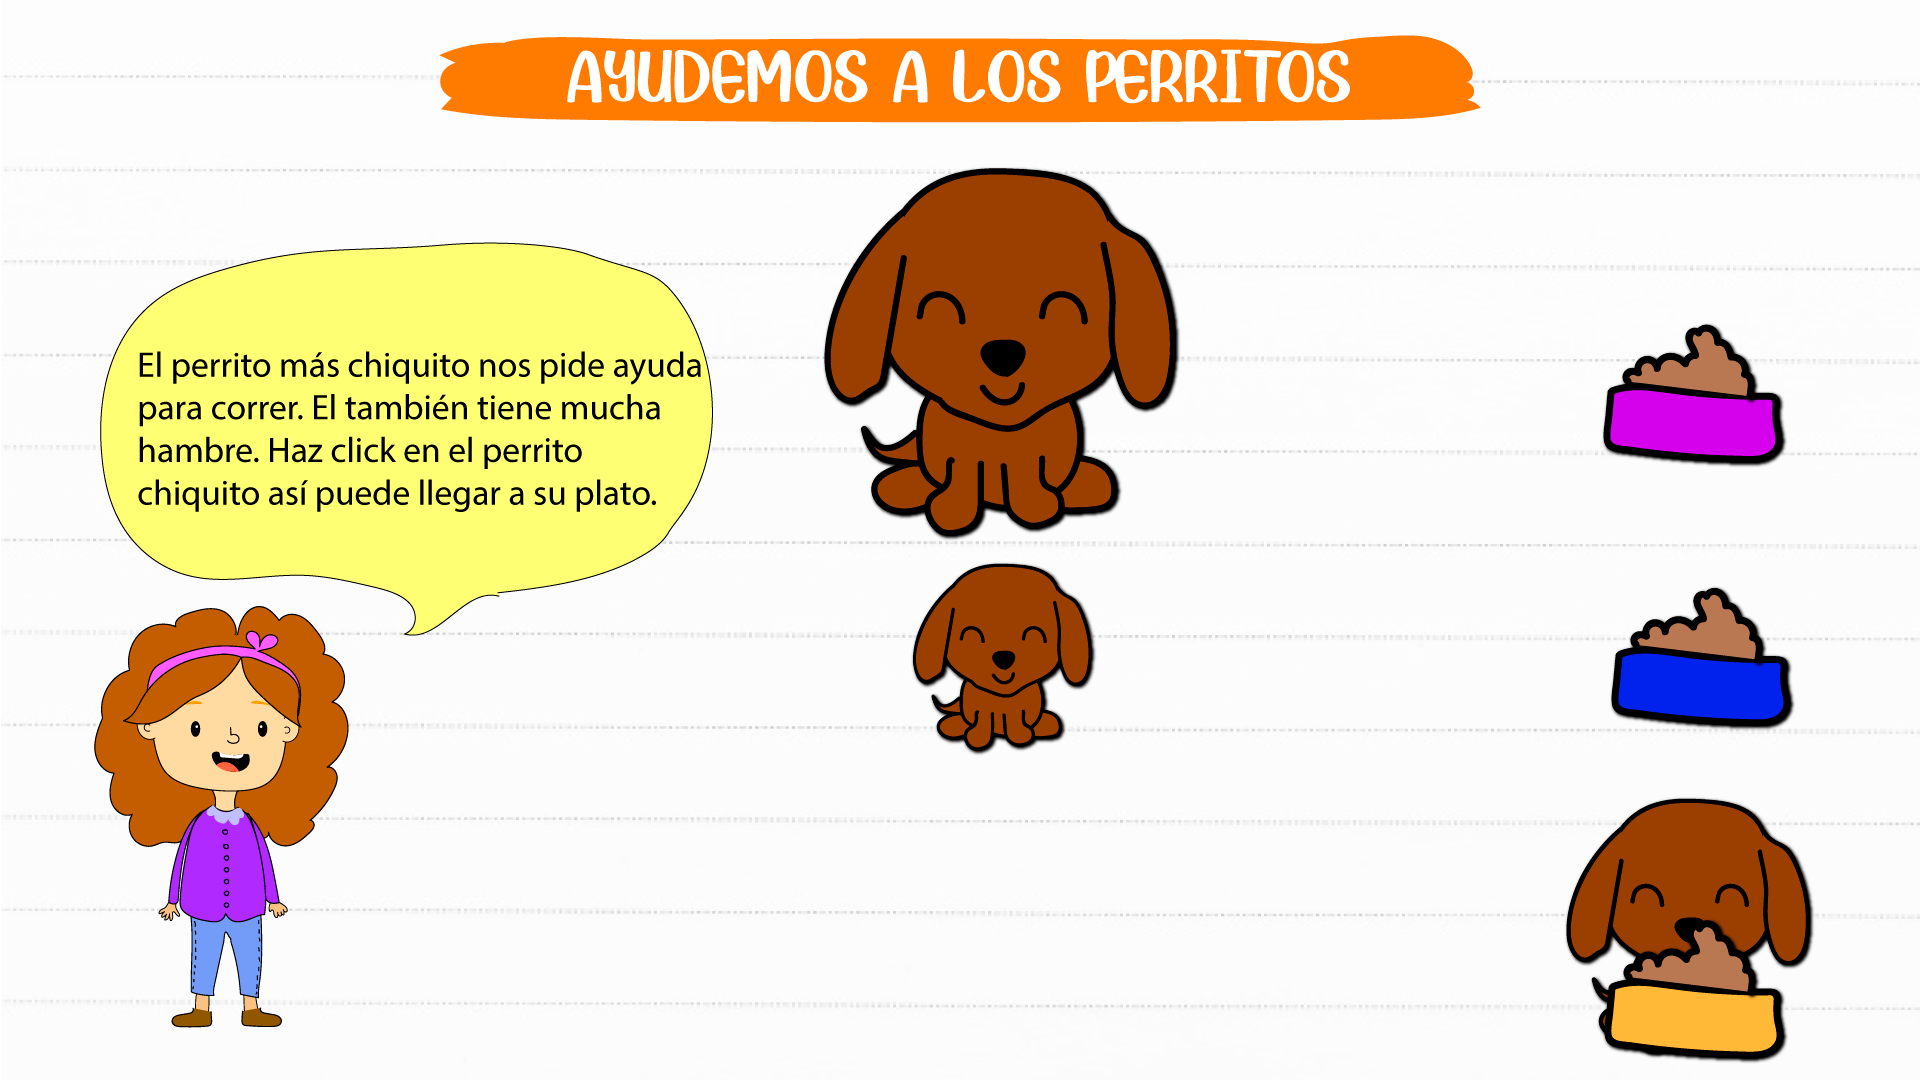 AYUDEMOS A LOS PERRITOS
El perrito más chiquito nos pide ayuda
para correr. El también tiene mucha
hambre. Haz click en el perrito
chiquito así puede llegar a su plato.